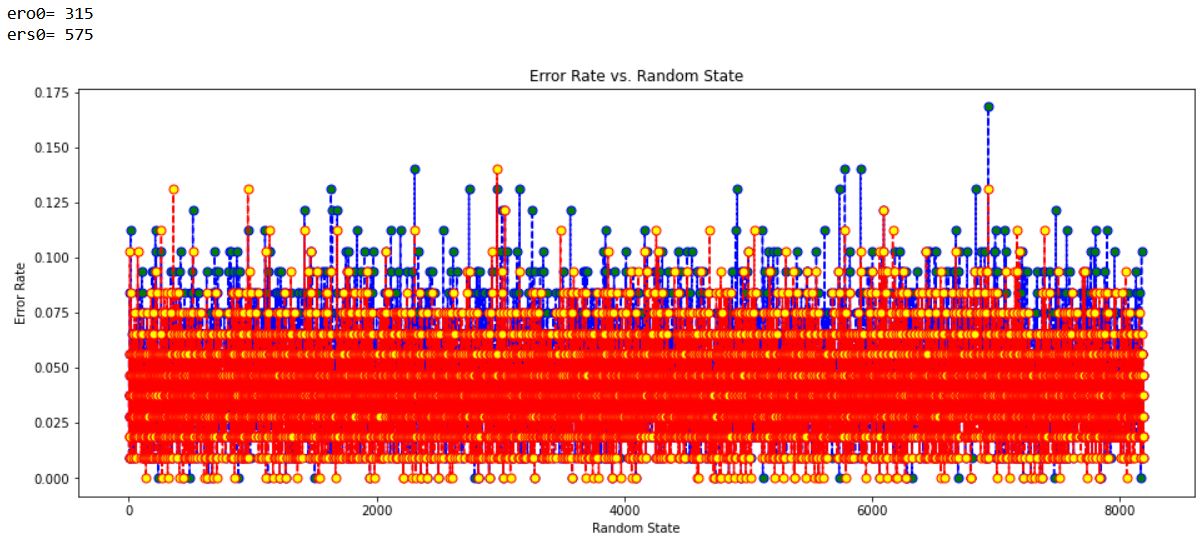 ero0= 315
ers0= 575
Error Rate vs. Random State
0.175
0.150
0.125
0.100
0.075
0.050
0.025
0.000
Error Rate
0 2000 4000 6000 8000
Random State